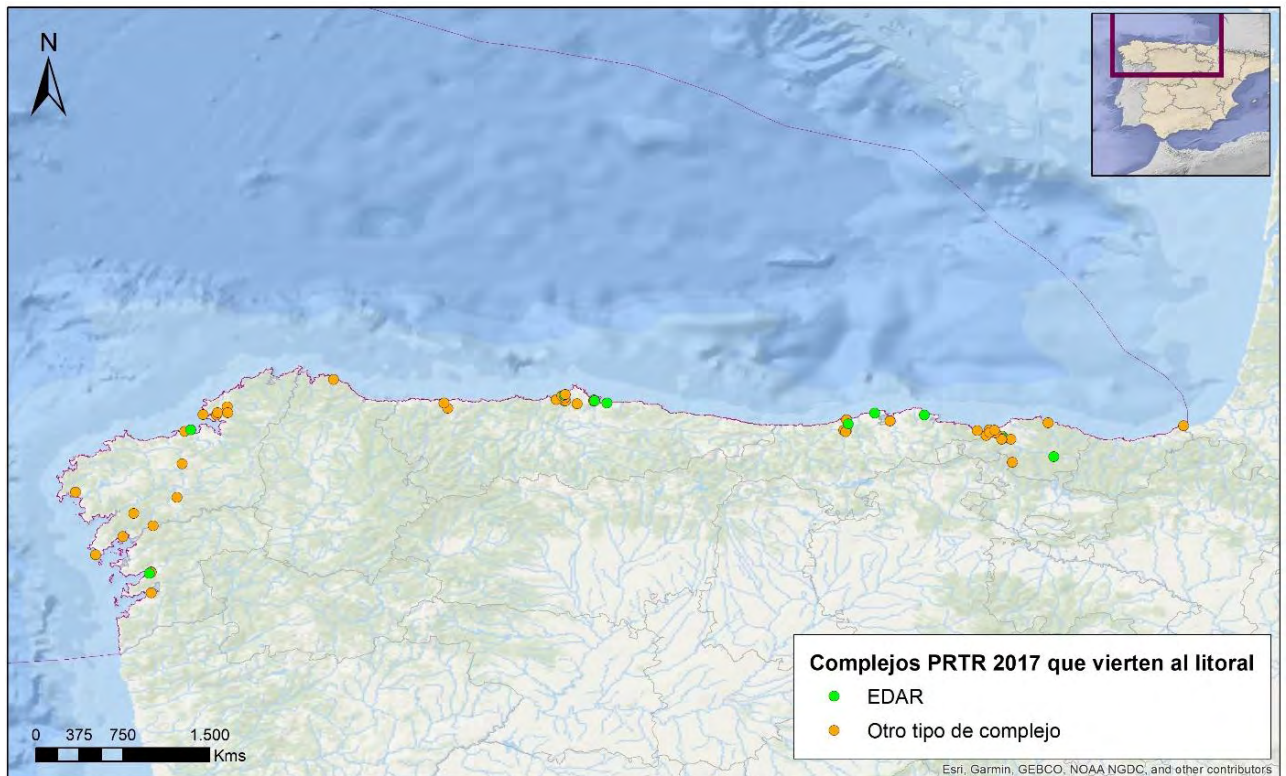 N
Complejos PRTR 2017 que vierten al litoral
EDAR
Otro tipo de complejo
0 375 750 1.500
Kms
Esri, Garmin, GEBCO, NOAA NGDC, and other contributors